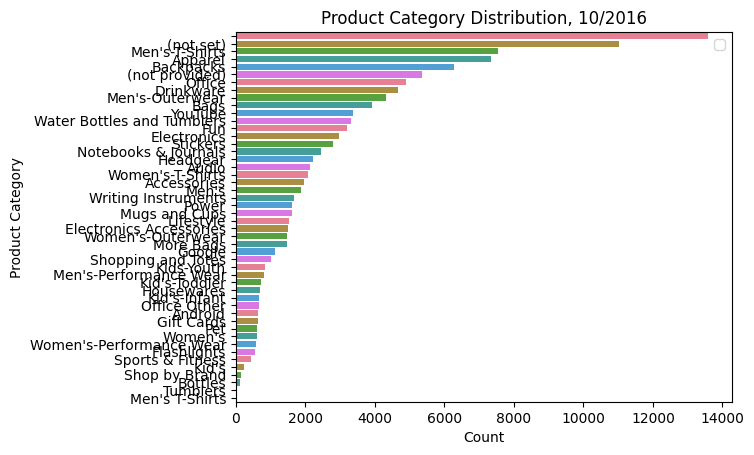 Product Category Distribution, 10/2016
(not set)
Men's-T-Shirts
Apparel
Backpacks
(not provided)
Office
Drinkware
Men's-Outerwear
Bags
YouTube
Water Bottles and Tumblers
Fun
Electronics
Stickers
Notebooks & Journals
Headgear
Audio
Women's-T-Shirts
Accessories
Men's
Writing Instruments
Power
Mugs and Cups
Lifestyle
Electronics Accessories
Women's-Outerwear
More Bags
Google
Shopping and Totes
Kids-Youth
Men's-Performance Wear
Kid's-Toddler
Housewares
Kid's-Infant
Office Other
Android
Gift Cards
Pet
Women's
Women's-Performance Wear
Flashlights
Sports & Fitness
Kid's
Shop by Brand
Bottles
Tumblers
Men's T-Shirts
Product Category
0 2000 4000 6000 8000 10000 12000 14000
Count